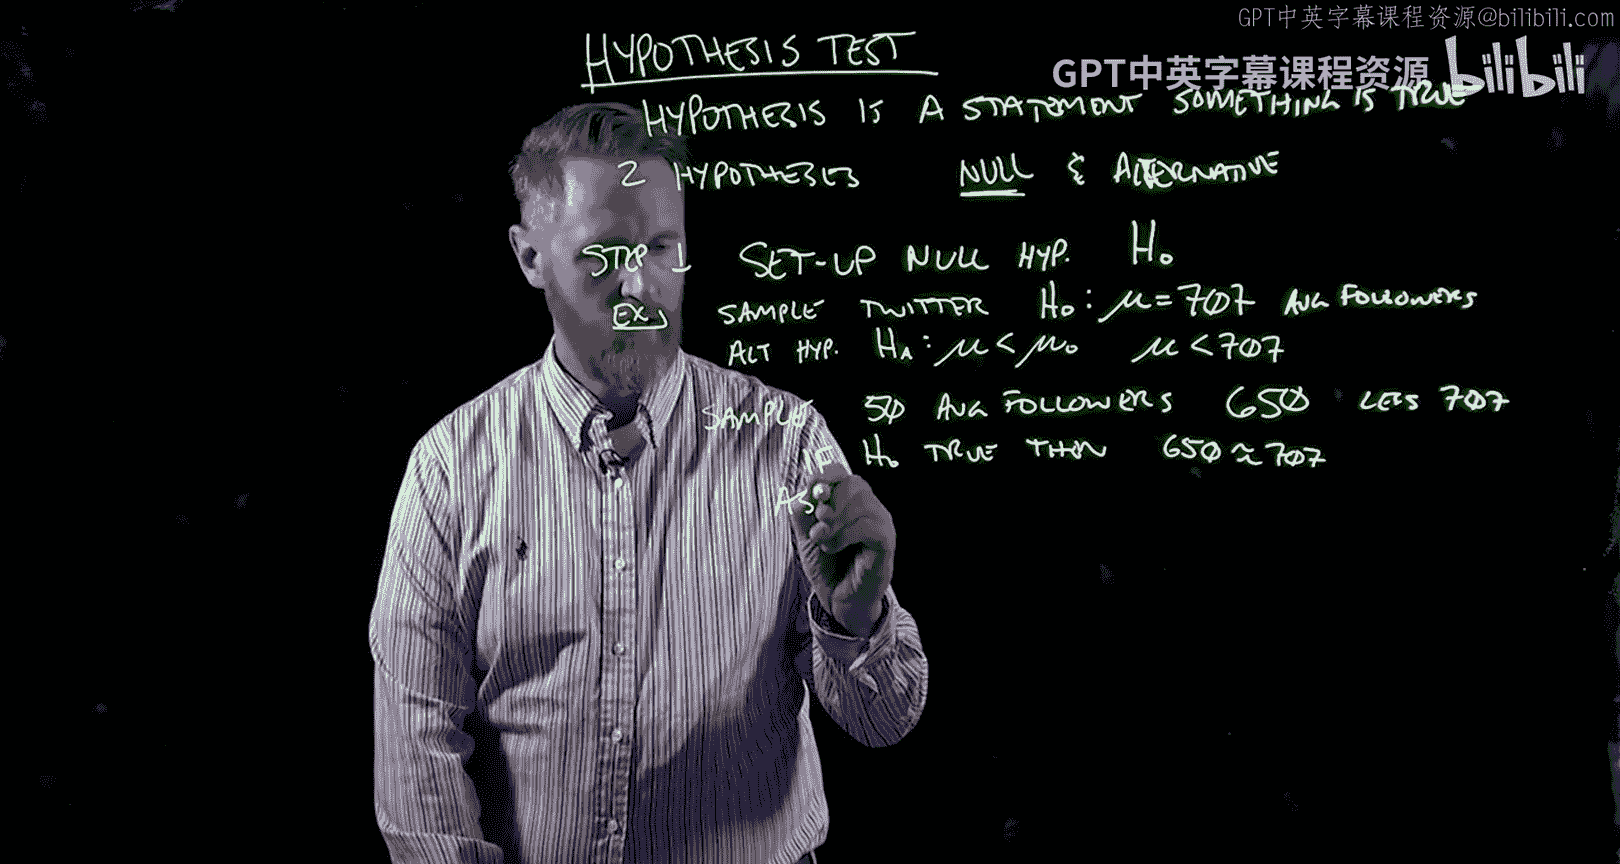 GPT中英字幕课程资源@bilibili.com
GPT中英字幕课程资源 bilibili
HYPOTHESIS TEST
HYPOTHESIS IS A STATEMENT SOMETHING IS TRUE
2 HYPOTHESES NULL & ALTERNATIVE
STEP 1 SET-UP NULL HYP. H₀
EX SAMPLE TWITTER H₀: μ = 707 AVG FOLLOWERS
ALT HYP. Hₐ: μ < μ₀ μ < 707
SAMPLE 50 AVG FOLLOWERS 650 LESS 707
IF H₀ TRUE THEN 650 ≈ 707
AS